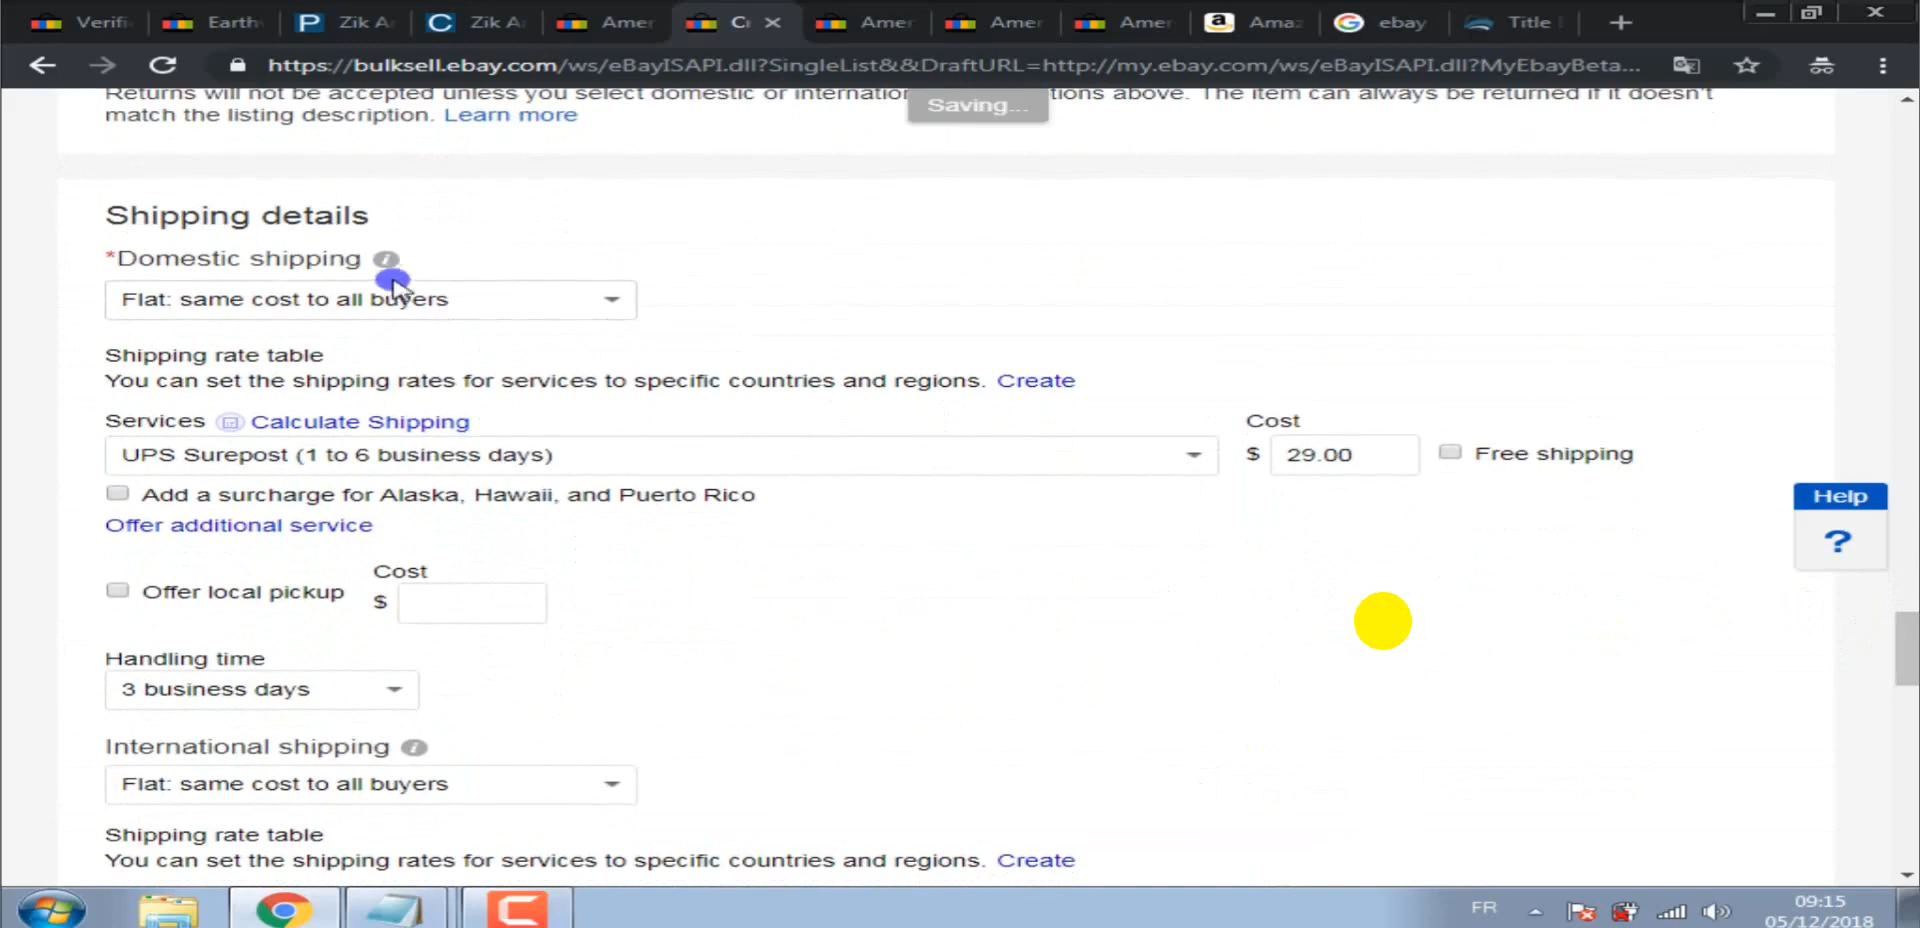 Verifi
Earth
P Zik A
C Zik A
Amer
Cr
Amer
Amer
Amer
Amaz
ebay
Title
https://bulksell.ebay.com/ws/eBayISAPI.dll?SingleList&&DraftURL=http://my.ebay.com/ws/eBayISAPI.dll?MyEbayBeta...
Returns will not be accepted unless you select domestic or internation
tions above. The item can always be returned if it doesn't
Saving...
match the listing description. Learn more
Shipping details
*Domestic shipping
Flat: same cost to all buyers
Shipping rate table
You can set the shipping rates for services to specific countries and regions. Create
Services Calculate Shipping
Cost
UPS Surepost (1 to 6 business days)
$ 29.00
Free shipping
Add a surcharge for Alaska, Hawaii, and Puerto Rico
Help
?
Offer additional service
Cost
Offer local pickup
$
Handling time
3 business days
International shipping
Flat: same cost to all buyers
Shipping rate table
You can set the shipping rates for services to specific countries and regions. Create
FR
09:15
05/12/2018